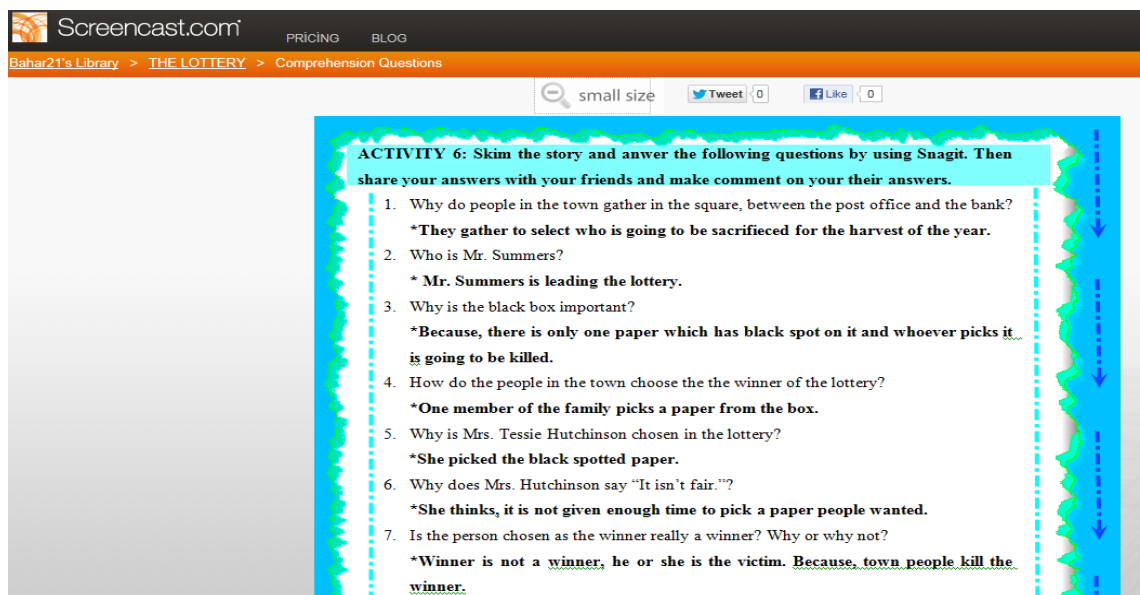 Screencast.com
PRİCİNG BLOG
Bahar21's Library > THE LOTTERY > Comprehension Questions
small size Tweet 0 Like 0
ACTIVITY 6: Skim the story and anwer the following questions by using Snagit. Then
share your answers with your friends and make comment on your their answers.
1. Why do people in the town gather in the square, between the post office and the bank?
*They gather to select who is going to be sacrifieced for the harvest of the year.
2. Who is Mr. Summers?
* Mr. Summers is leading the lottery.
3. Why is the black box important?
*Because, there is only one paper which has black spot on it and whoever picks it
is going to be killed.
4. How do the people in the town choose the the winner of the lottery?
*One member of the family picks a paper from the box.
5. Why is Mrs. Tessie Hutchinson chosen in the lottery?
*She picked the black spotted paper.
6. Why does Mrs. Hutchinson say “It isn’t fair.”?
*She thinks, it is not given enough time to pick a paper people wanted.
7. Is the person chosen as the winner really a winner? Why or why not?
*Winner is not a winner, he or she is the victim. Because, town people kill the
winner.